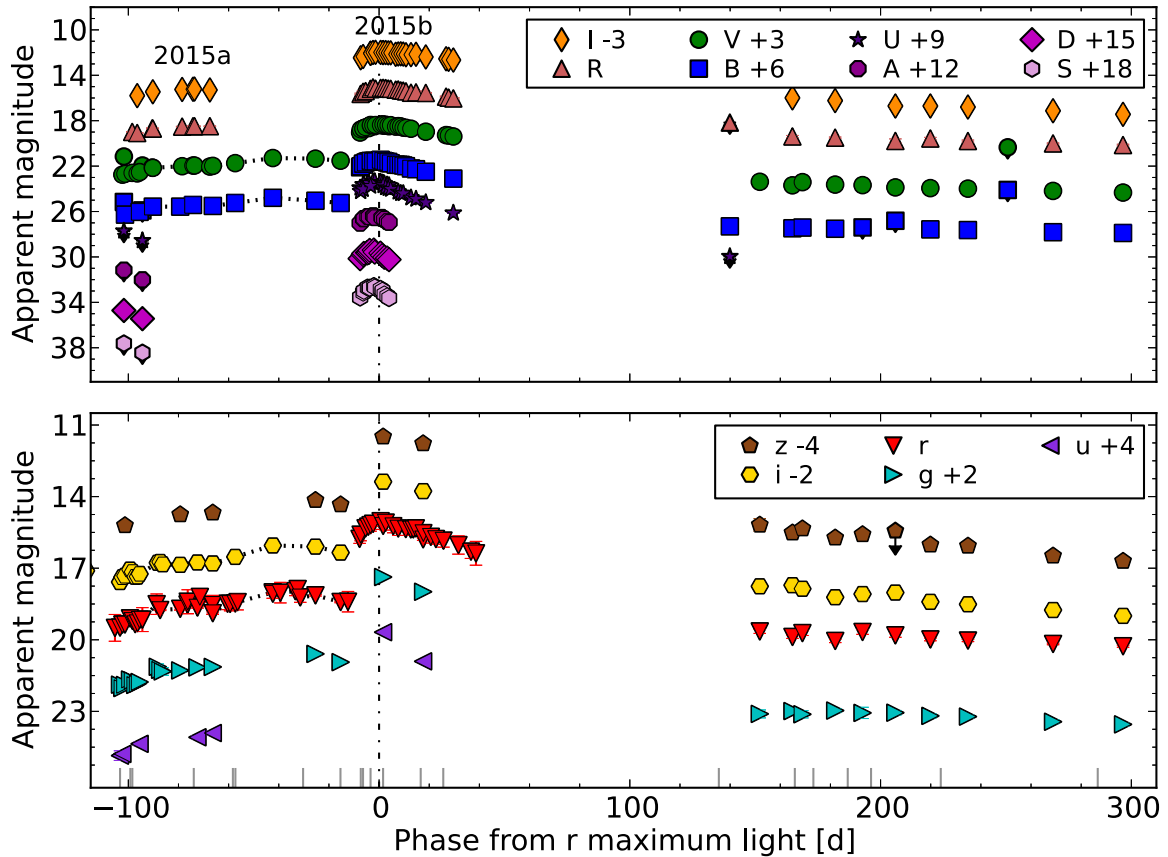 2015b
2015a
I -3 V +3 U +9 D +15
R B +6 A +12 S +18
Apparent magnitude
10
14
18
22
26
30
34
38
z -4 r u +4
i -2 g +2
Apparent magnitude
11
14
17
20
23
−100 0 100 200 300
Phase from r maximum light [d]